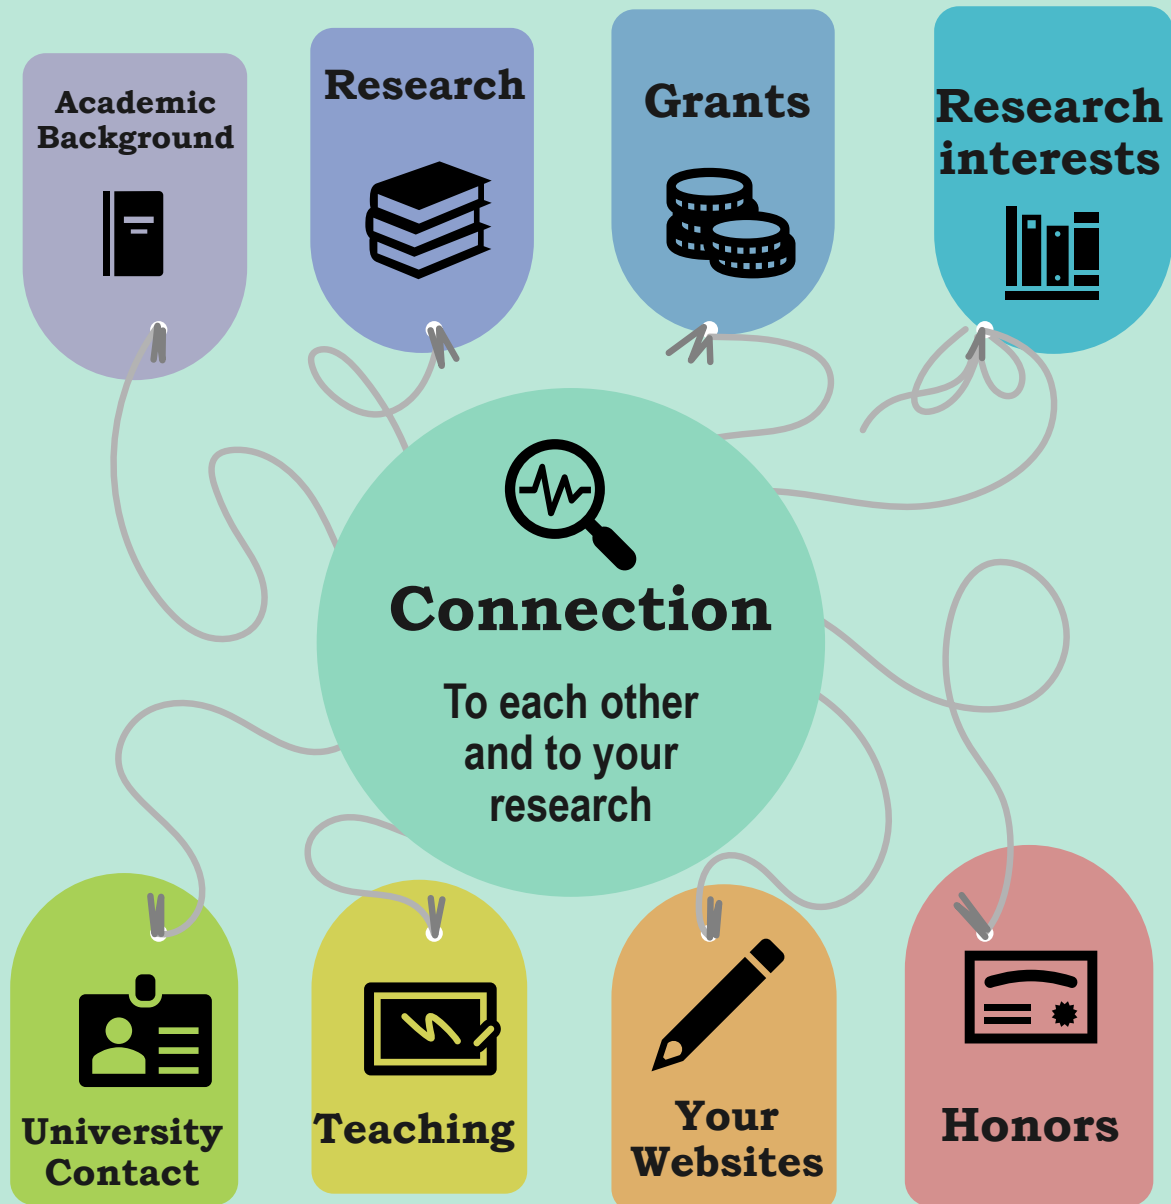 Academic
Background
Research
Grants
Research
interests
Connection
To each other
and to your
research
University
Contact
Teaching
Your
Websites
Honors